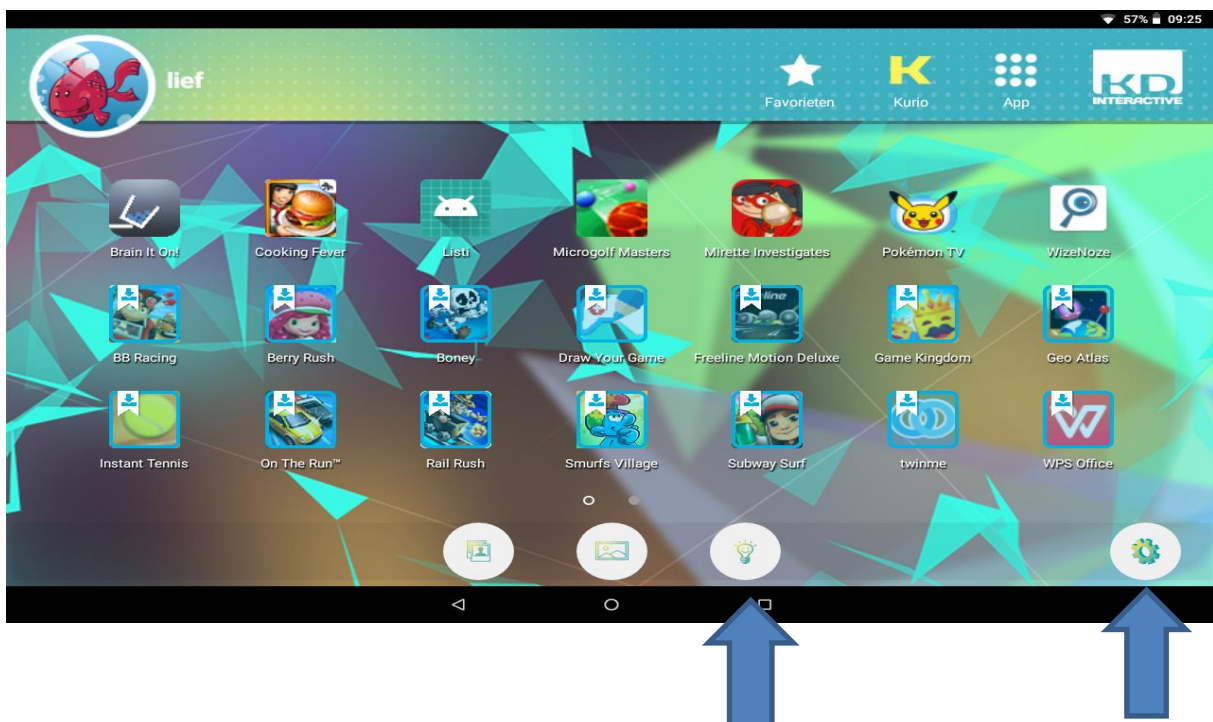 57% 09:25
lief
Favorieten Kurio App KD INTERACTIVE
Brain It On! Cooking Fever Listi Microgolf Masters Mirette Investigates Pokémon TV WizeNoze
BB Racing Berry Rush Boney Draw Your Game Freeline Motion Deluxe Game Kingdom Geo Atlas
Instant Tennis On The Run™ Rail Rush Smurfs Village Subway Surf twinme WPS Office